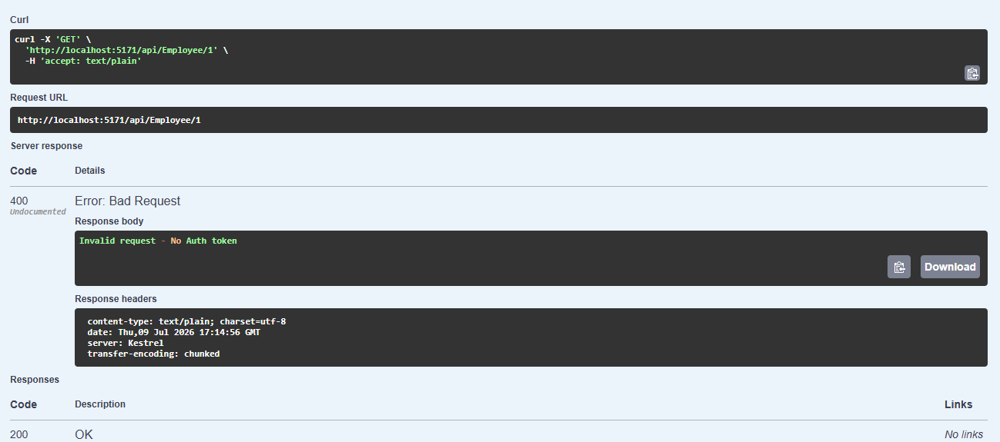 Curl
curl -X 'GET' \
  'http://localhost:5171/api/Employee/1' \
  -H 'accept: text/plain'
Request URL
http://localhost:5171/api/Employee/1
Server response
Code Details
400 Error: Bad Request
Undocumented
Response body
Invalid request - No Auth token
Download
Response headers
content-type: text/plain; charset=utf-8
date: Thu,09 Jul 2026 17:14:56 GMT
server: Kestrel
transfer-encoding: chunked
Responses
Code Description Links
200 OK No links